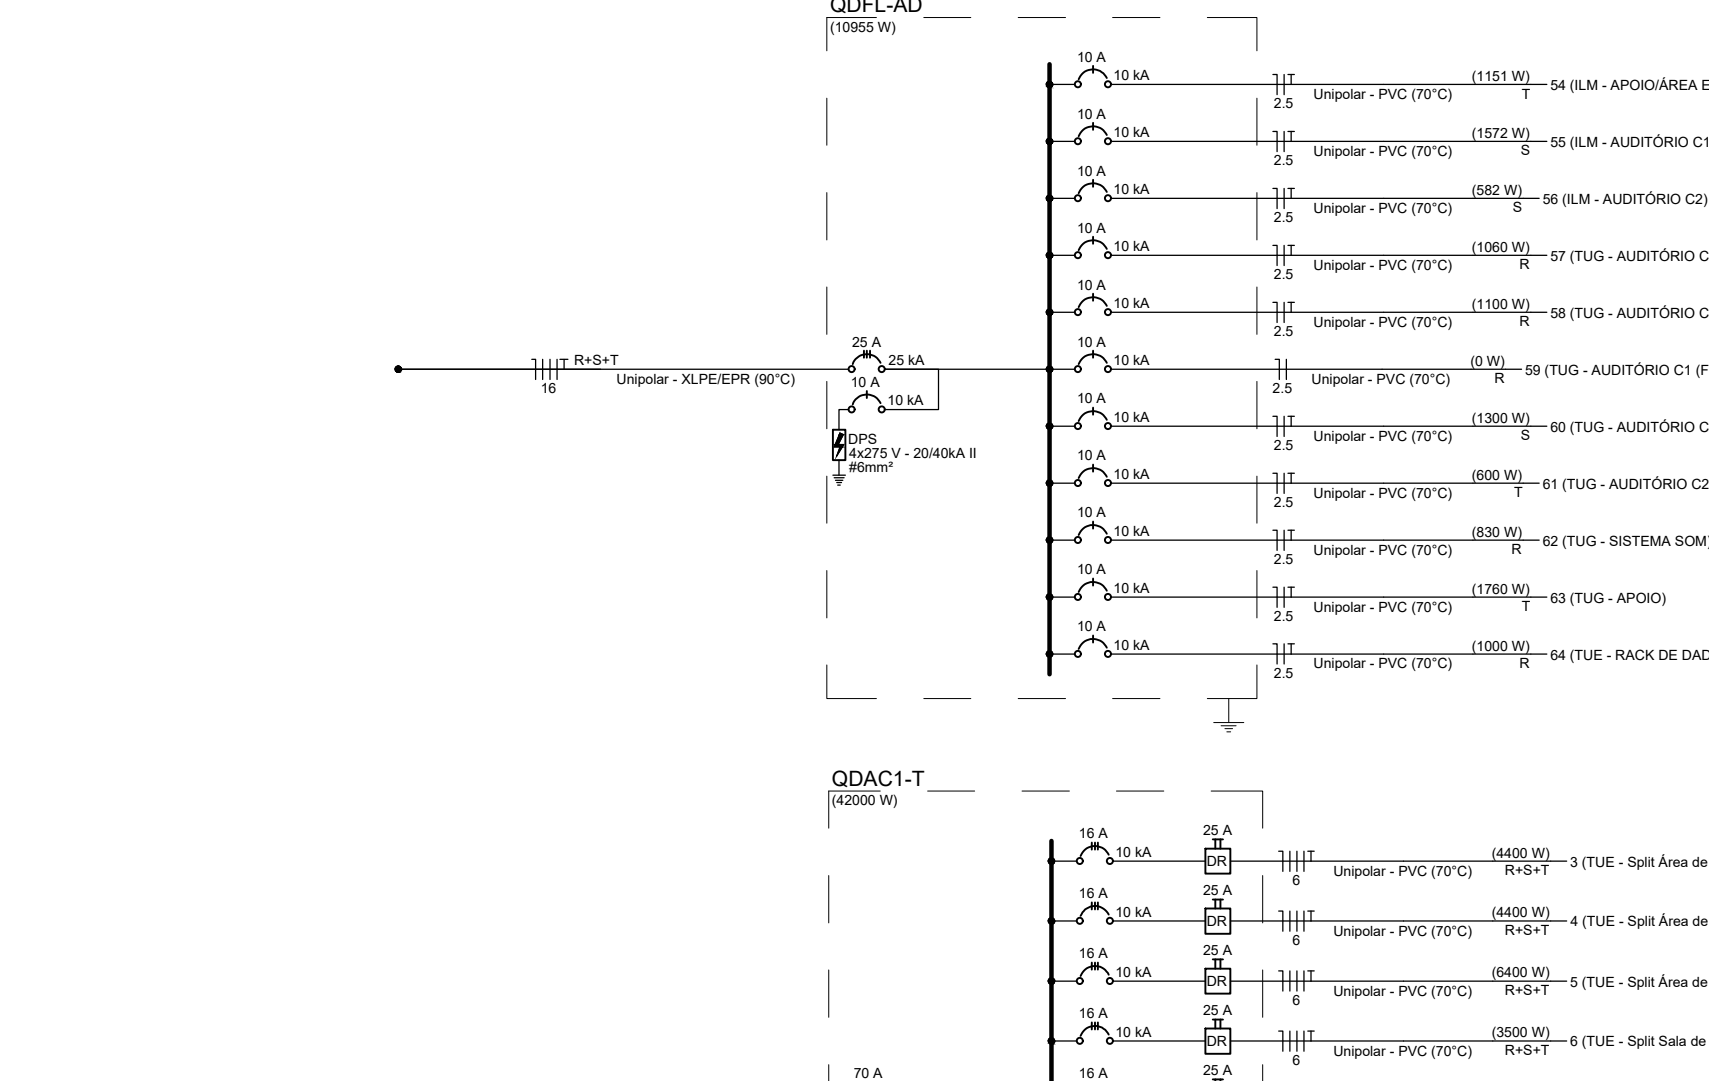 QDFL-AD
(10955 W)
10 A
10 kA
2.5
Unipolar - PVC (70°C)
(1151 W)
T
54 (ILM - APOIO/ÁREA E
10 A
10 kA
2.5
Unipolar - PVC (70°C)
(1572 W)
S
55 (ILM - AUDITÓRIO C1
10 A
10 kA
2.5
Unipolar - PVC (70°C)
(582 W)
S
56 (ILM - AUDITÓRIO C2)
10 A
10 kA
2.5
Unipolar - PVC (70°C)
(1060 W)
R
57 (TUG - AUDITÓRIO C
10 A
10 kA
2.5
Unipolar - PVC (70°C)
(1100 W)
R
58 (TUG - AUDITÓRIO C
R+S+T
16
Unipolar - XLPE/EPR (90°C)
25 A
25 kA
10 A
10 kA
DPS
4x275 V - 20/40kA II
#6mm²
10 A
10 kA
2.5
Unipolar - PVC (70°C)
(0 W)
R
59 (TUG - AUDITÓRIO C1 (F
10 A
10 kA
2.5
Unipolar - PVC (70°C)
(1300 W)
S
60 (TUG - AUDITÓRIO C
10 A
10 kA
2.5
Unipolar - PVC (70°C)
(600 W)
T
61 (TUG - AUDITÓRIO C2
10 A
10 kA
2.5
Unipolar - PVC (70°C)
(830 W)
R
62 (TUG - SISTEMA SOM)
10 A
10 kA
2.5
Unipolar - PVC (70°C)
(1760 W)
T
63 (TUG - APOIO)
10 A
10 kA
2.5
Unipolar - PVC (70°C)
(1000 W)
R
64 (TUE - RACK DE DAD
QDAC1-T
(42000 W)
16 A
10 kA
25 A
DR
6
Unipolar - PVC (70°C)
(4400 W)
R+S+T
3 (TUE - Split Área de
16 A
10 kA
25 A
DR
6
Unipolar - PVC (70°C)
(4400 W)
R+S+T
4 (TUE - Split Área de
16 A
10 kA
25 A
DR
6
Unipolar - PVC (70°C)
(6400 W)
R+S+T
5 (TUE - Split Área de
16 A
10 kA
25 A
DR
6
Unipolar - PVC (70°C)
(3500 W)
R+S+T
6 (TUE - Split Sala de
70 A
16 A
25 A